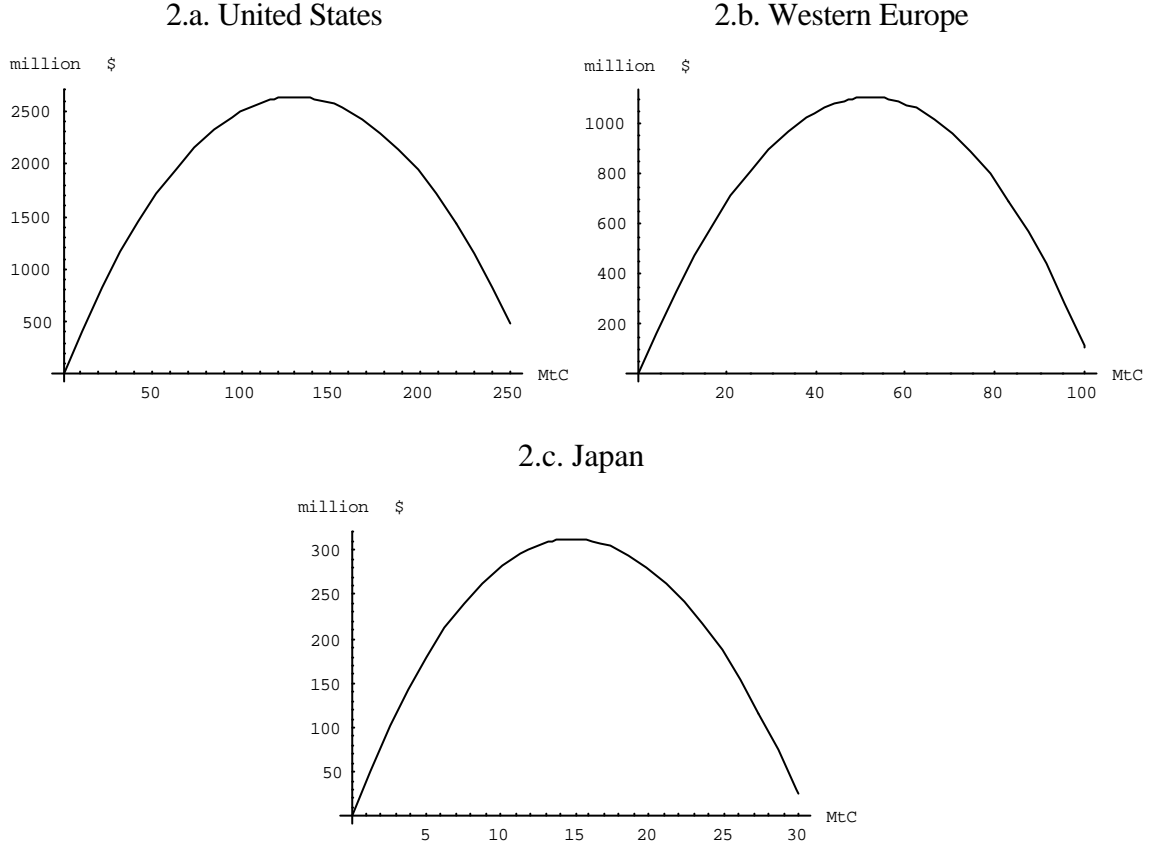 2.a. United States
million $
2500
2000
1500
1000
500
50 100 150 200 250 MtC
2.b. Western Europe
million $
1000
800
600
400
200
20 40 60 80 100 MtC
2.c. Japan
million $
300
250
200
150
100
50
5 10 15 20 25 30 MtC